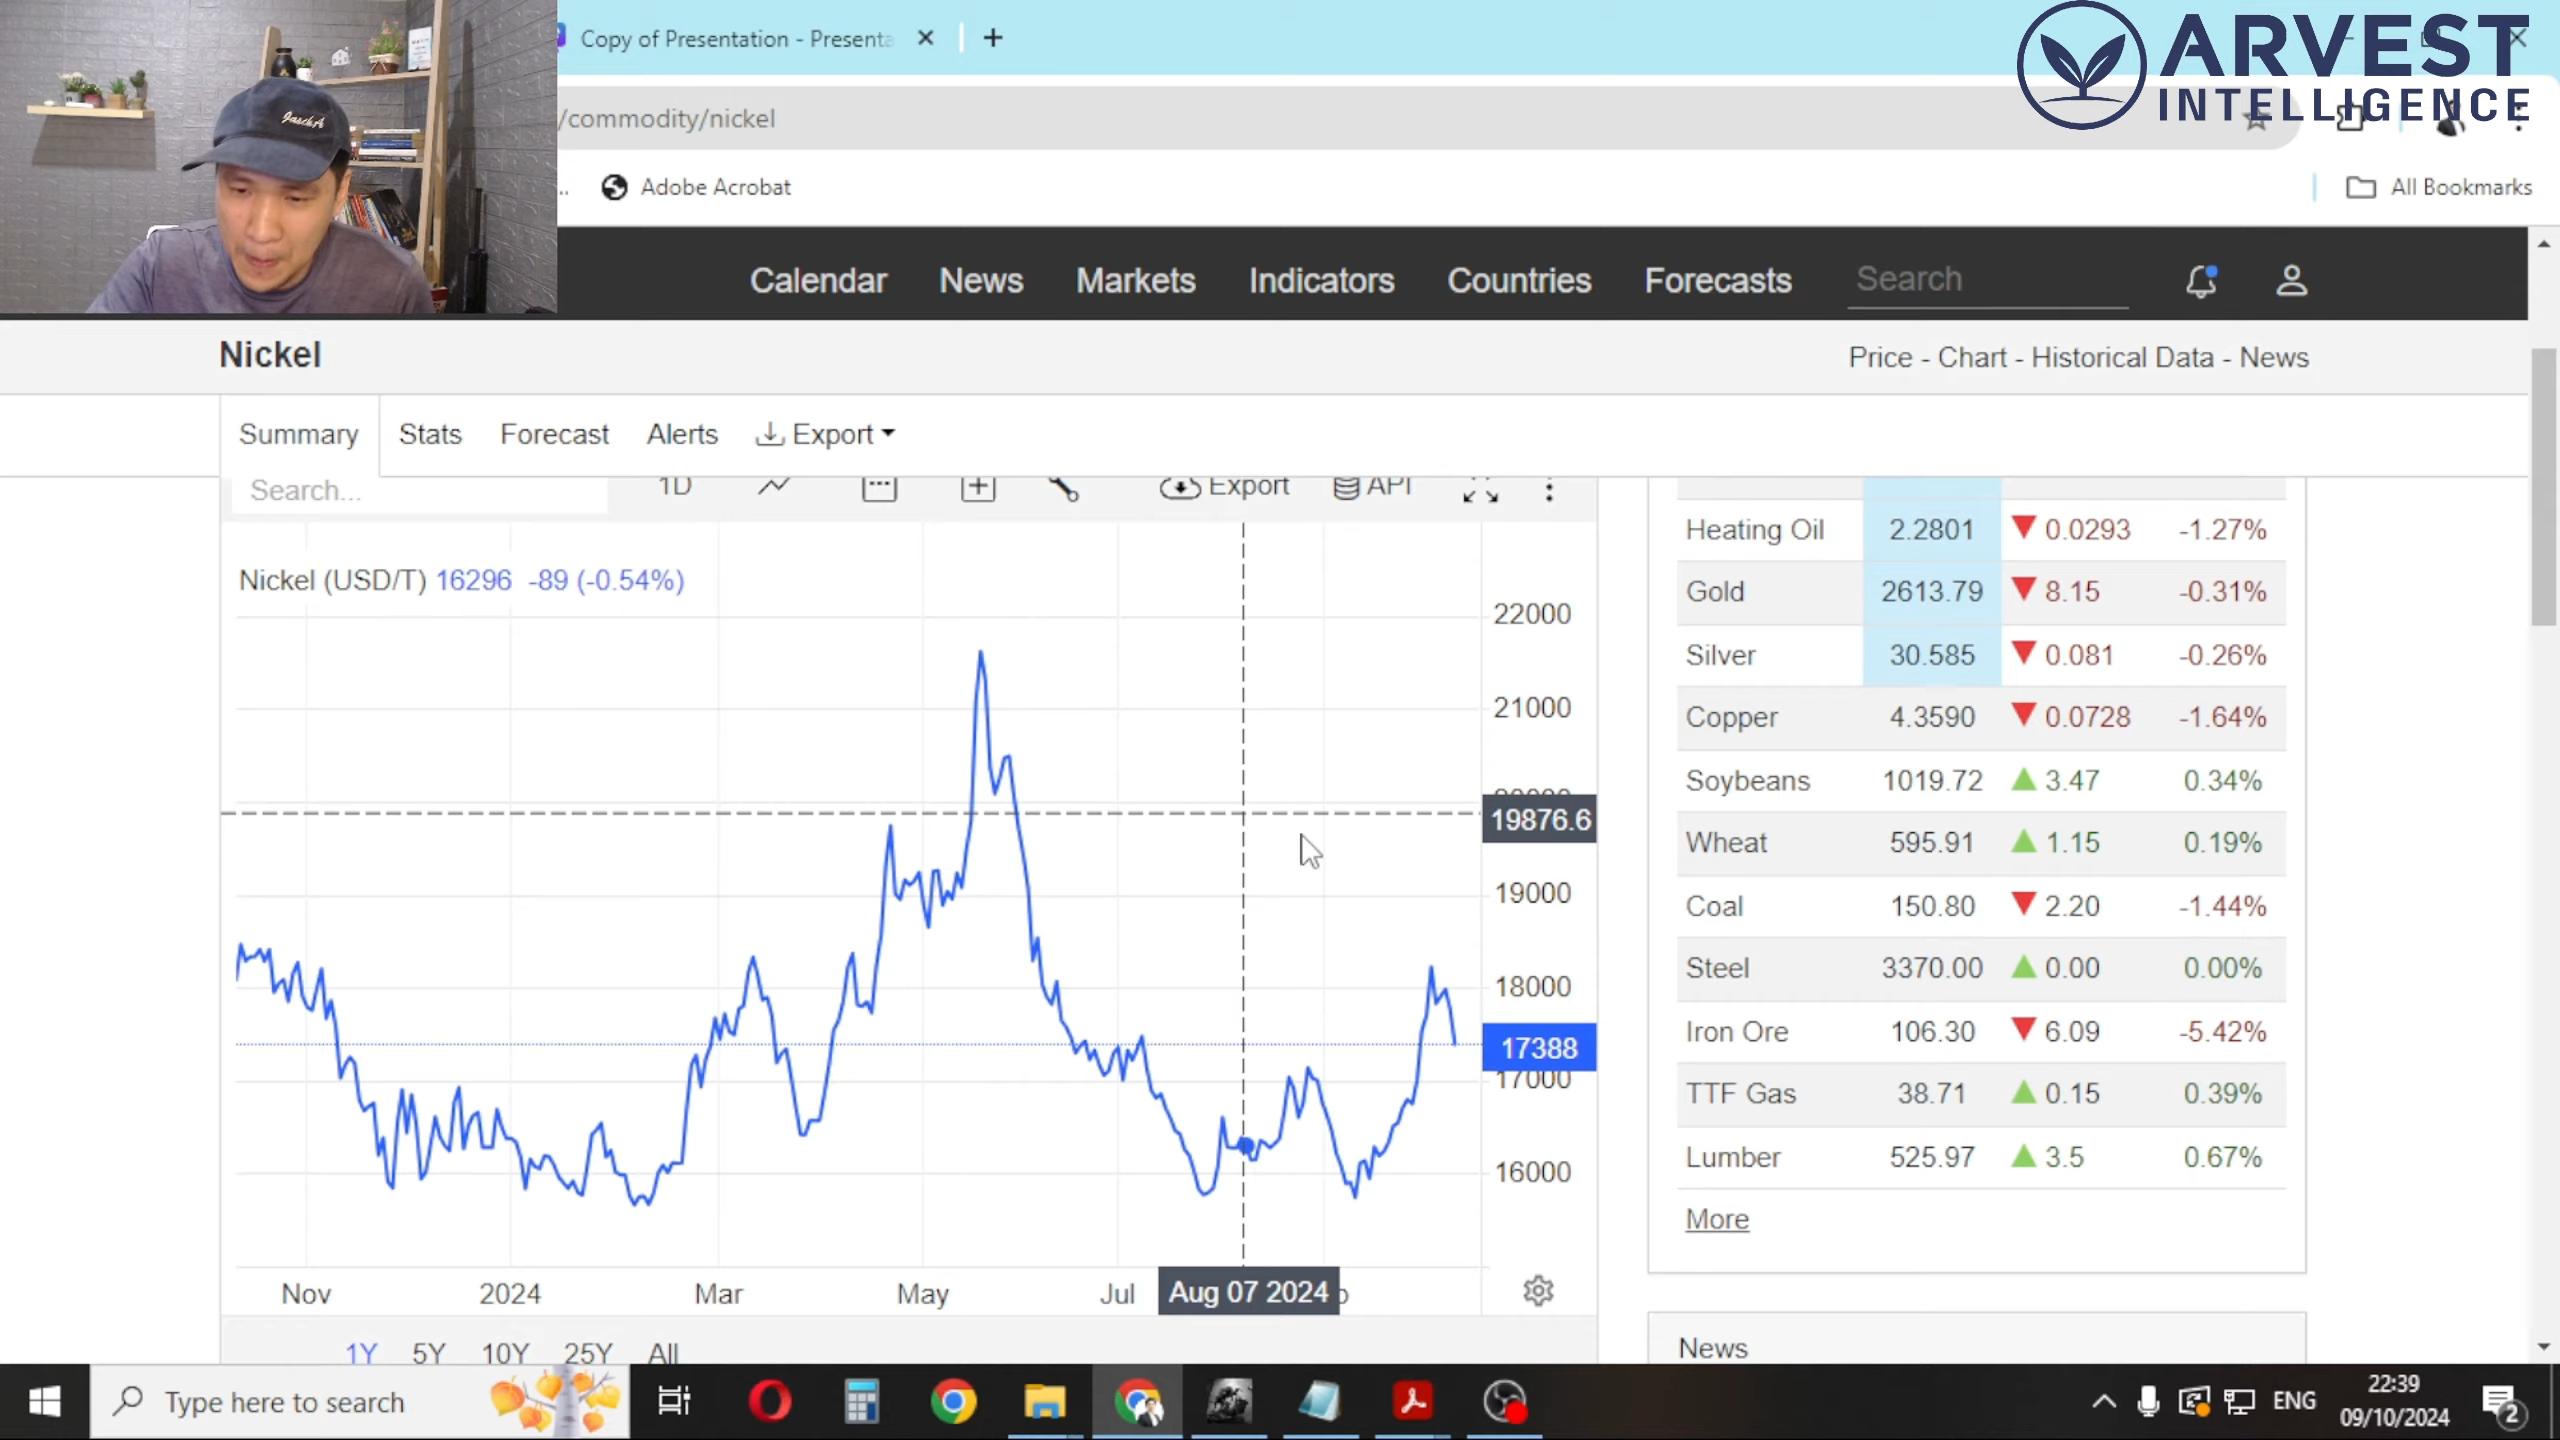 Copy of Presentation - Presenta
ARVEST
INTELLIGENCE
/commodity/nickel
Adobe Acrobat
All Bookmarks
Calendar News Markets Indicators Countries Forecasts Search
Nickel
Price - Chart - Historical Data - News
Summary Stats Forecast Alerts Export
Search... 1D Export API
Nickel (USD/T) 16296 -89 (-0.54%)
22000
21000
19876.6
19000
18000
17388
17000
16000
Nov 2024 Mar May Jul Aug 07 2024
1Y 5Y 10Y 25Y All
Heating Oil 2.2801 0.0293 -1.27%
Gold 2613.79 8.15 -0.31%
Silver 30.585 0.081 -0.26%
Copper 4.3590 0.0728 -1.64%
Soybeans 1019.72 3.47 0.34%
Wheat 595.91 1.15 0.19%
Coal 150.80 2.20 -1.44%
Steel 3370.00 0.00 0.00%
Iron Ore 106.30 6.09 -5.42%
TTF Gas 38.71 0.15 0.39%
Lumber 525.97 3.5 0.67%
More
News
Type here to search
ENG
22:39
09/10/2024
2